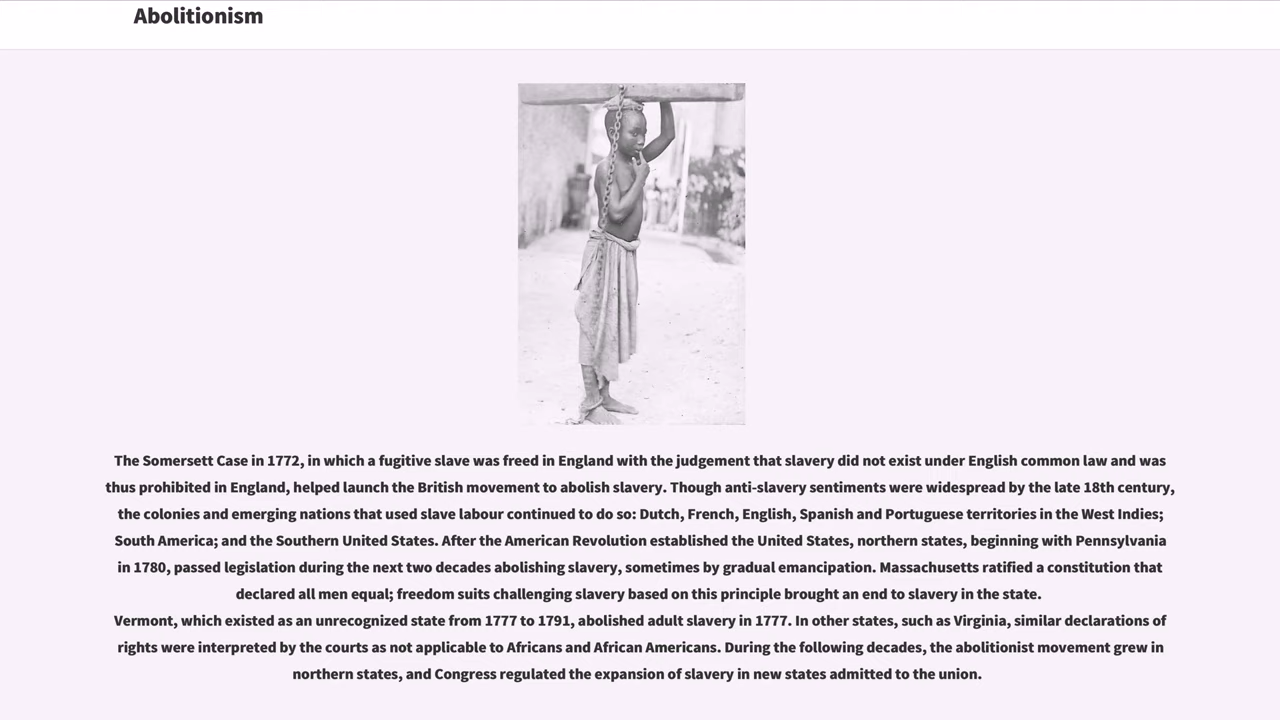 Abolitionism
The Somersett Case in 1772, in which a fugitive slave was freed in England with the judgement that slavery did not exist under English common law and was
thus prohibited in England, helped launch the British movement to abolish slavery. Though anti-slavery sentiments were widespread by the late 18th century,
the colonies and emerging nations that used slave labour continued to do so: Dutch, French, English, Spanish and Portuguese territories in the West Indies;
South America; and the Southern United States. After the American Revolution established the United States, northern states, beginning with Pennsylvania
in 1780, passed legislation during the next two decades abolishing slavery, sometimes by gradual emancipation. Massachusetts ratified a constitution that
declared all men equal; freedom suits challenging slavery based on this principle brought an end to slavery in the state.
Vermont, which existed as an unrecognized state from 1777 to 1791, abolished adult slavery in 1777. In other states, such as Virginia, similar declarations of
rights were interpreted by the courts as not applicable to Africans and African Americans. During the following decades, the abolitionist movement grew in
northern states, and Congress regulated the expansion of slavery in new states admitted to the union.